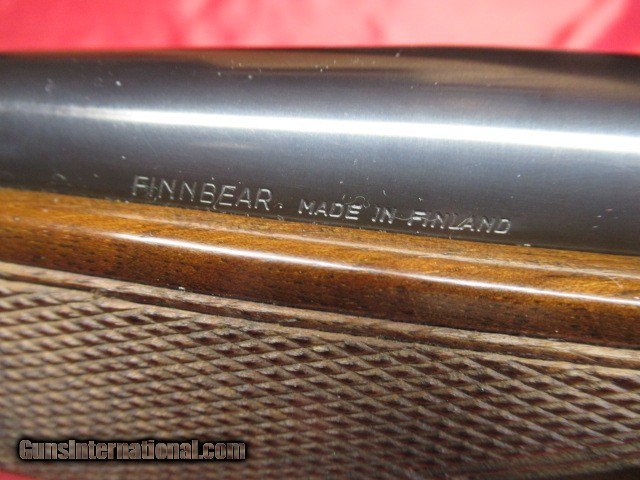 FINNBEAR. MADE IN FINLAND
GunsInternational.com